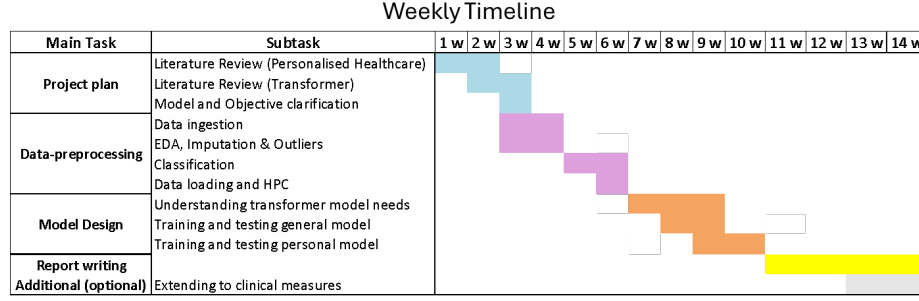 Weekly Timeline
Main Task Subtask 1 w 2 w 3 w 4 w 5 w 6 w 7 w 8 w 9 w 10 w 11 w 12 w 13 w 14 w
Literature Review (Personalised Healthcare)
Project plan Literature Review (Transformer)
Model and Objective clarification
Data ingestion
EDA, Imputation & Outliers
Data-preprocessing
Classification
Data loading and HPC
Understanding transformer model needs
Model Design Training and testing general model
Training and testing personal model
Report writing
Additional (optional) Extending to clinical measures